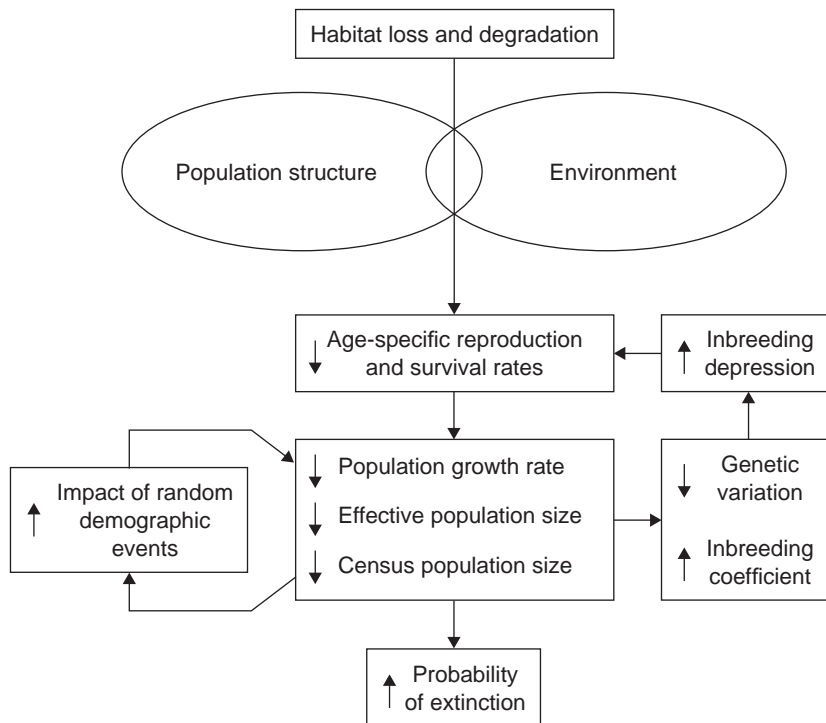 Habitat loss and degradation
Population structure
Environment
Age-specific reproduction
and survival rates
Inbreeding
depression
Population growth rate
Effective population size
Census population size
Impact of random
demographic
events
Genetic
variation
Inbreeding
coefficient
Probability
of extinction